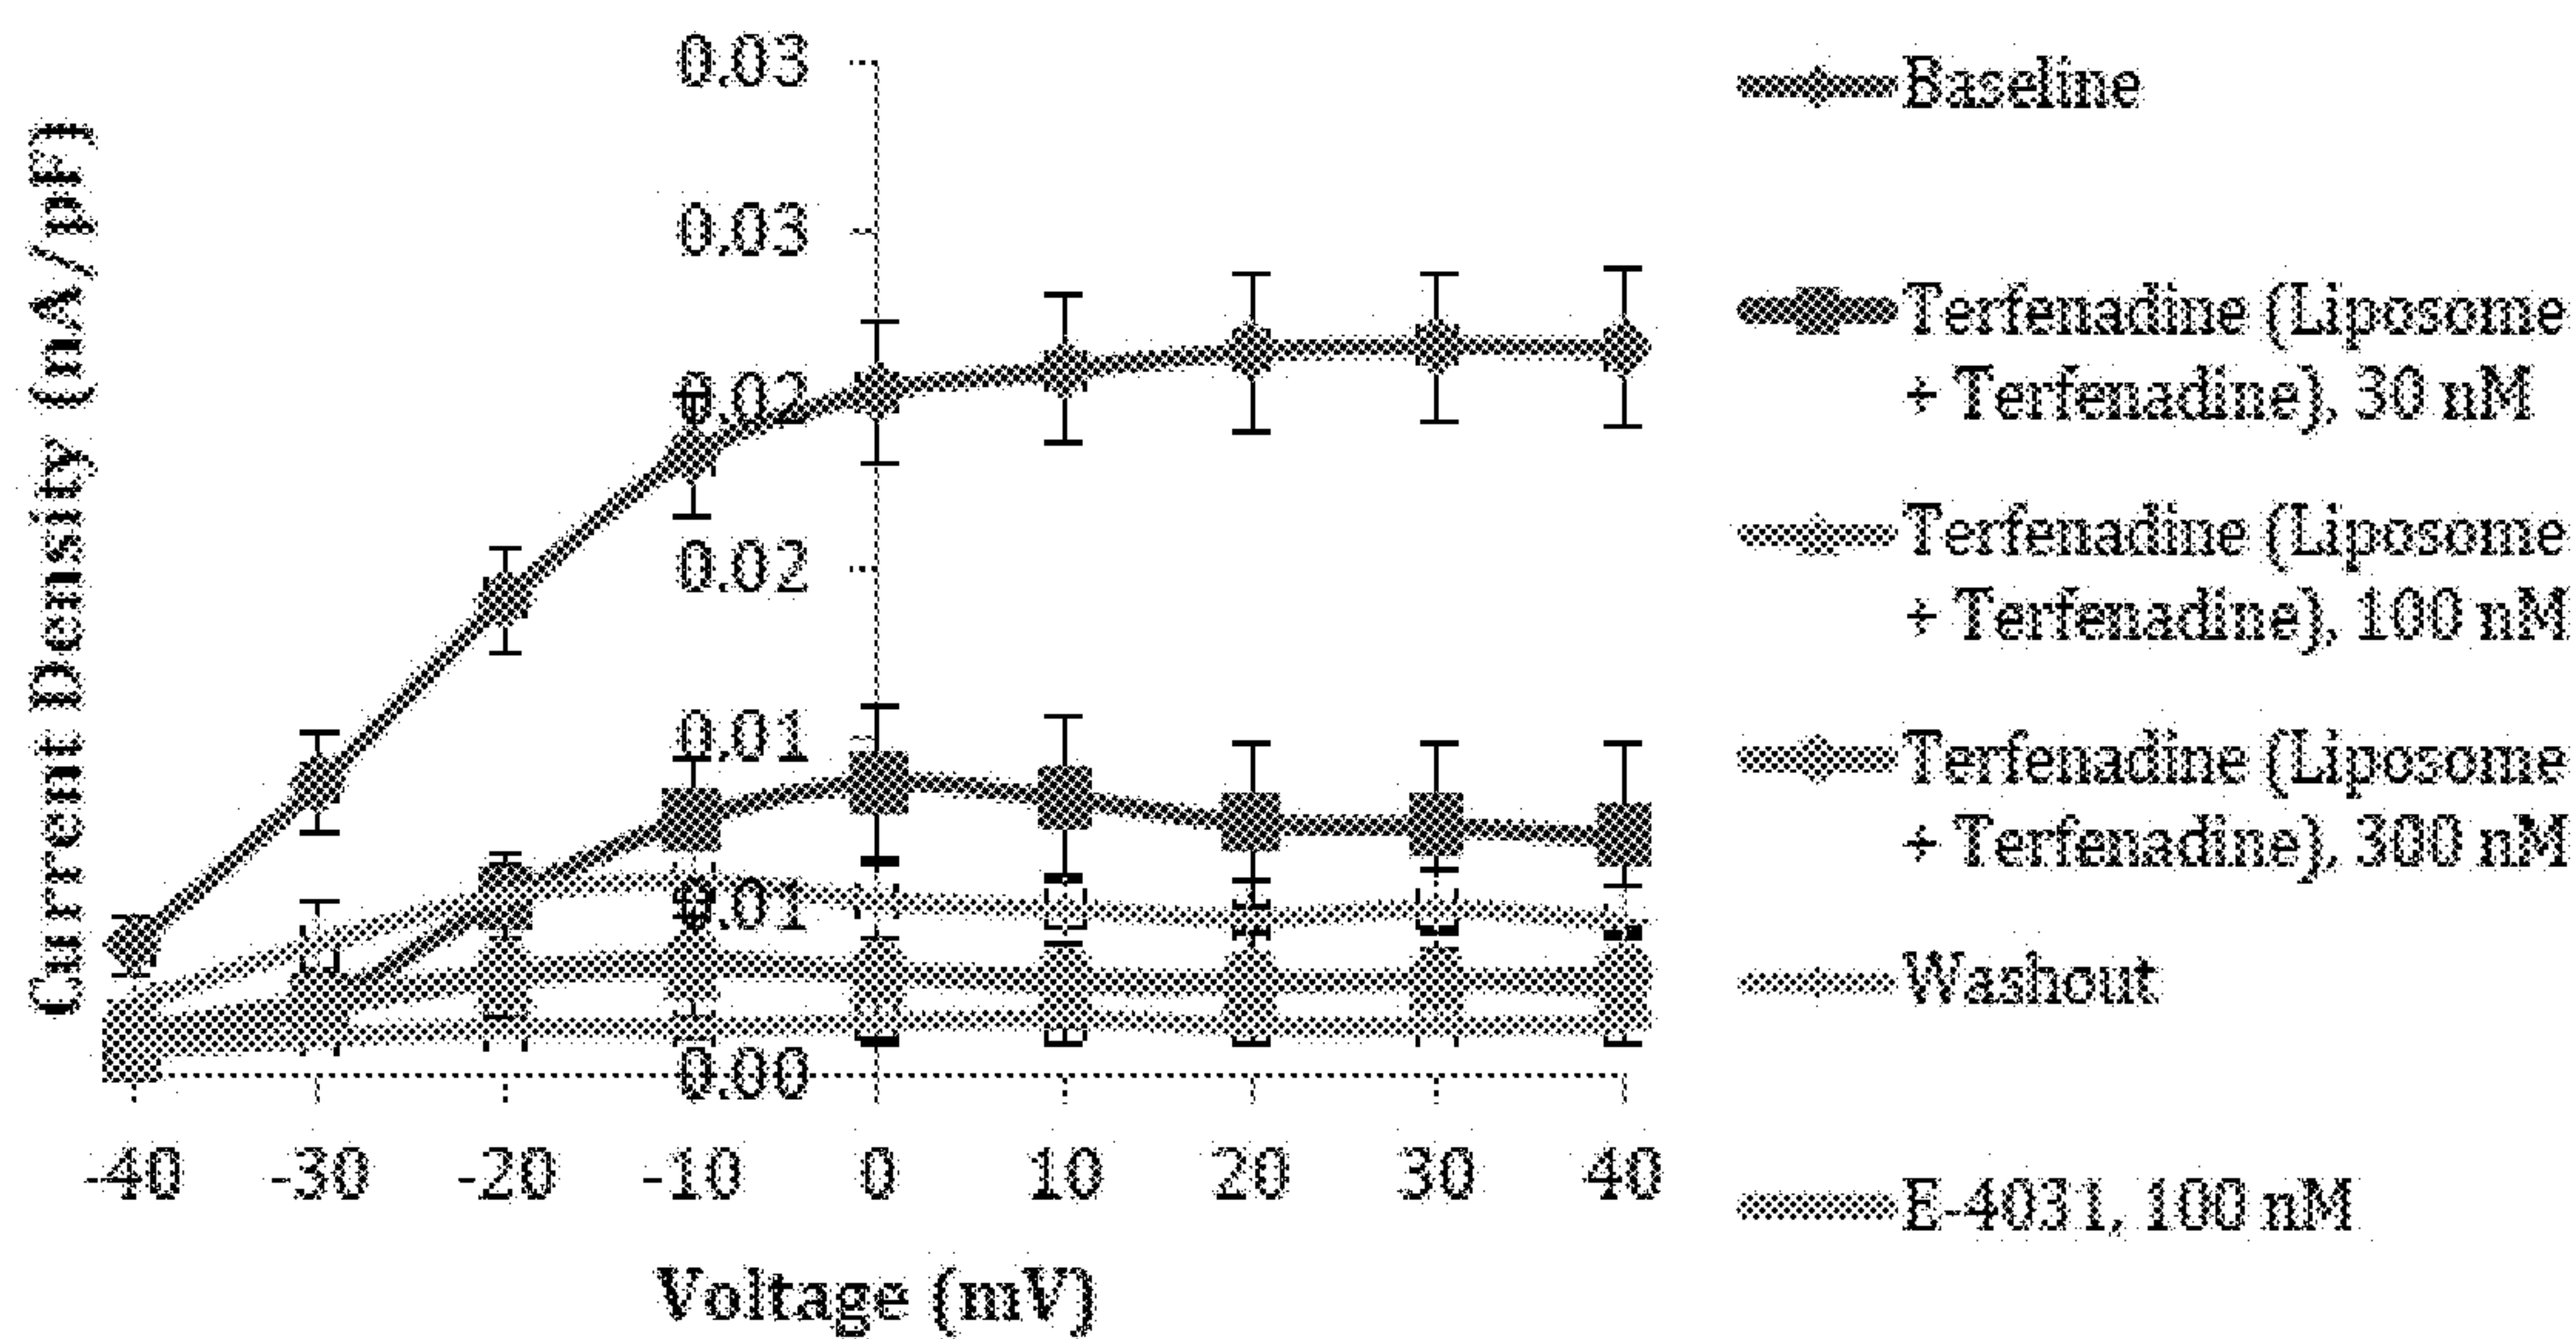 Current Density (nA/pF)
0.03
0.03
0.02
0.02
0.01
0.01
0.00
-40 -30 -20 -10 0 10 20 30 40
Voltage (mV)
Baseline
Terfenadine (Liposome
+ Terfenadine), 30 nM
Terfenadine (Liposome
+ Terfenadine), 100 nM
Terfenadine (Liposome
+ Terfenadine), 300 nM
Washout
E-4031, 100 nM